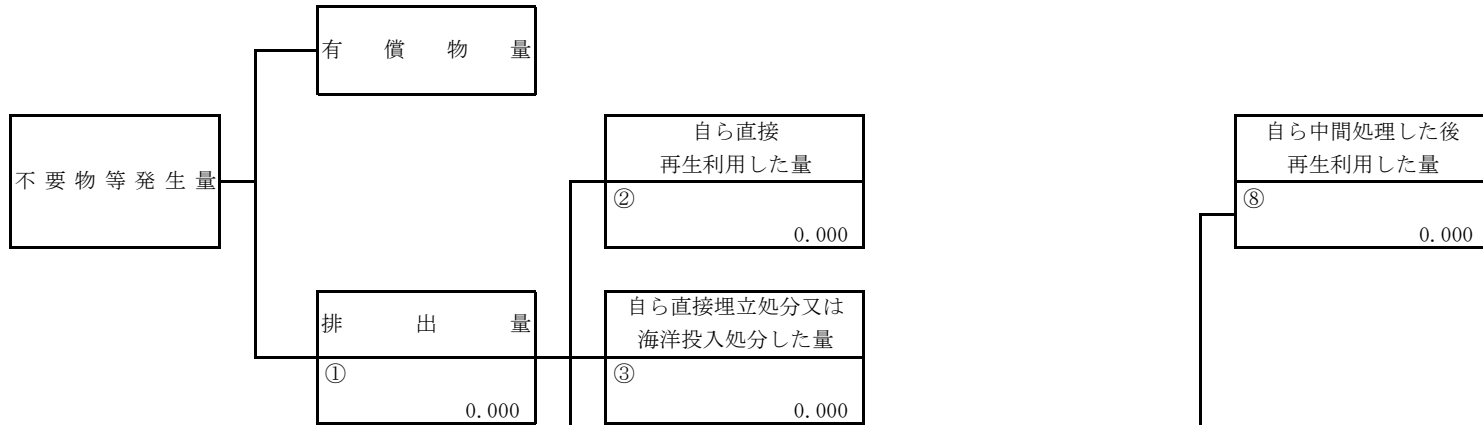 有償物量
不要物等発生量
自ら直接
再生利用した量
②
0.000
自ら中間処理した後
再生利用した量
⑧
0.000
排出量
①
0.000
自ら直接埋立処分又は
海洋投入処分した量
③
0.000